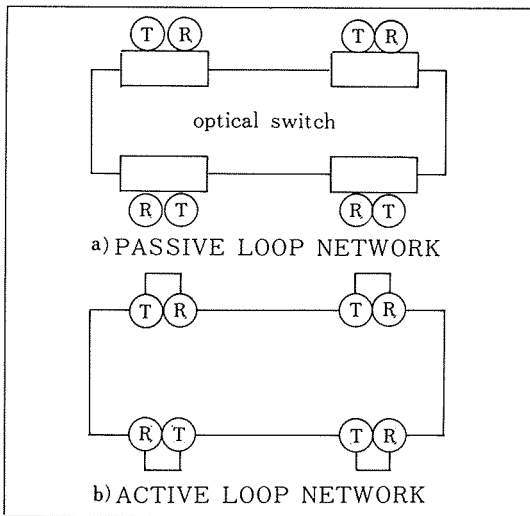 T R T R
optical switch
R T R T
a) PASSIVE LOOP NETWORK
T R T R
R T T R
b) ACTIVE LOOP NETWORK